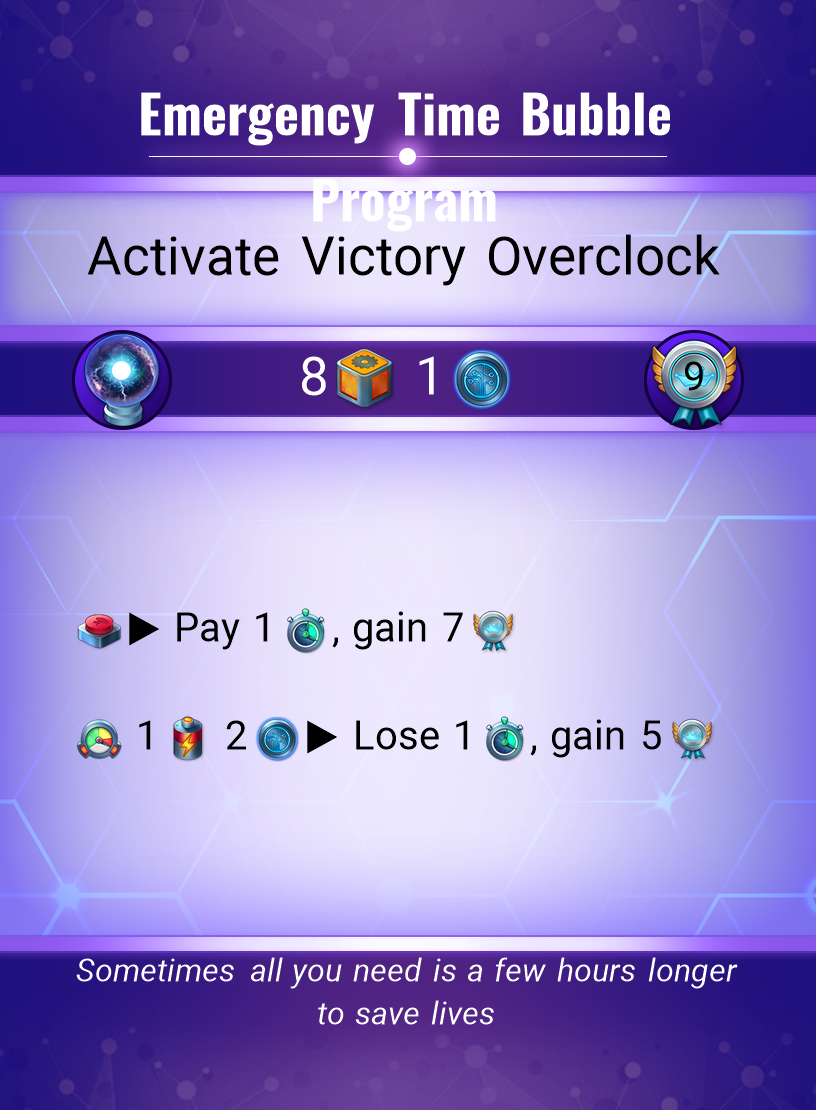 Emergency Time Bubble
Program
Activate Victory Overclock
8 1 9
▶ Pay 1 , gain 7
1 2 ▶ Lose 1 , gain 5
Sometimes all you need is a few hours longer
to save lives